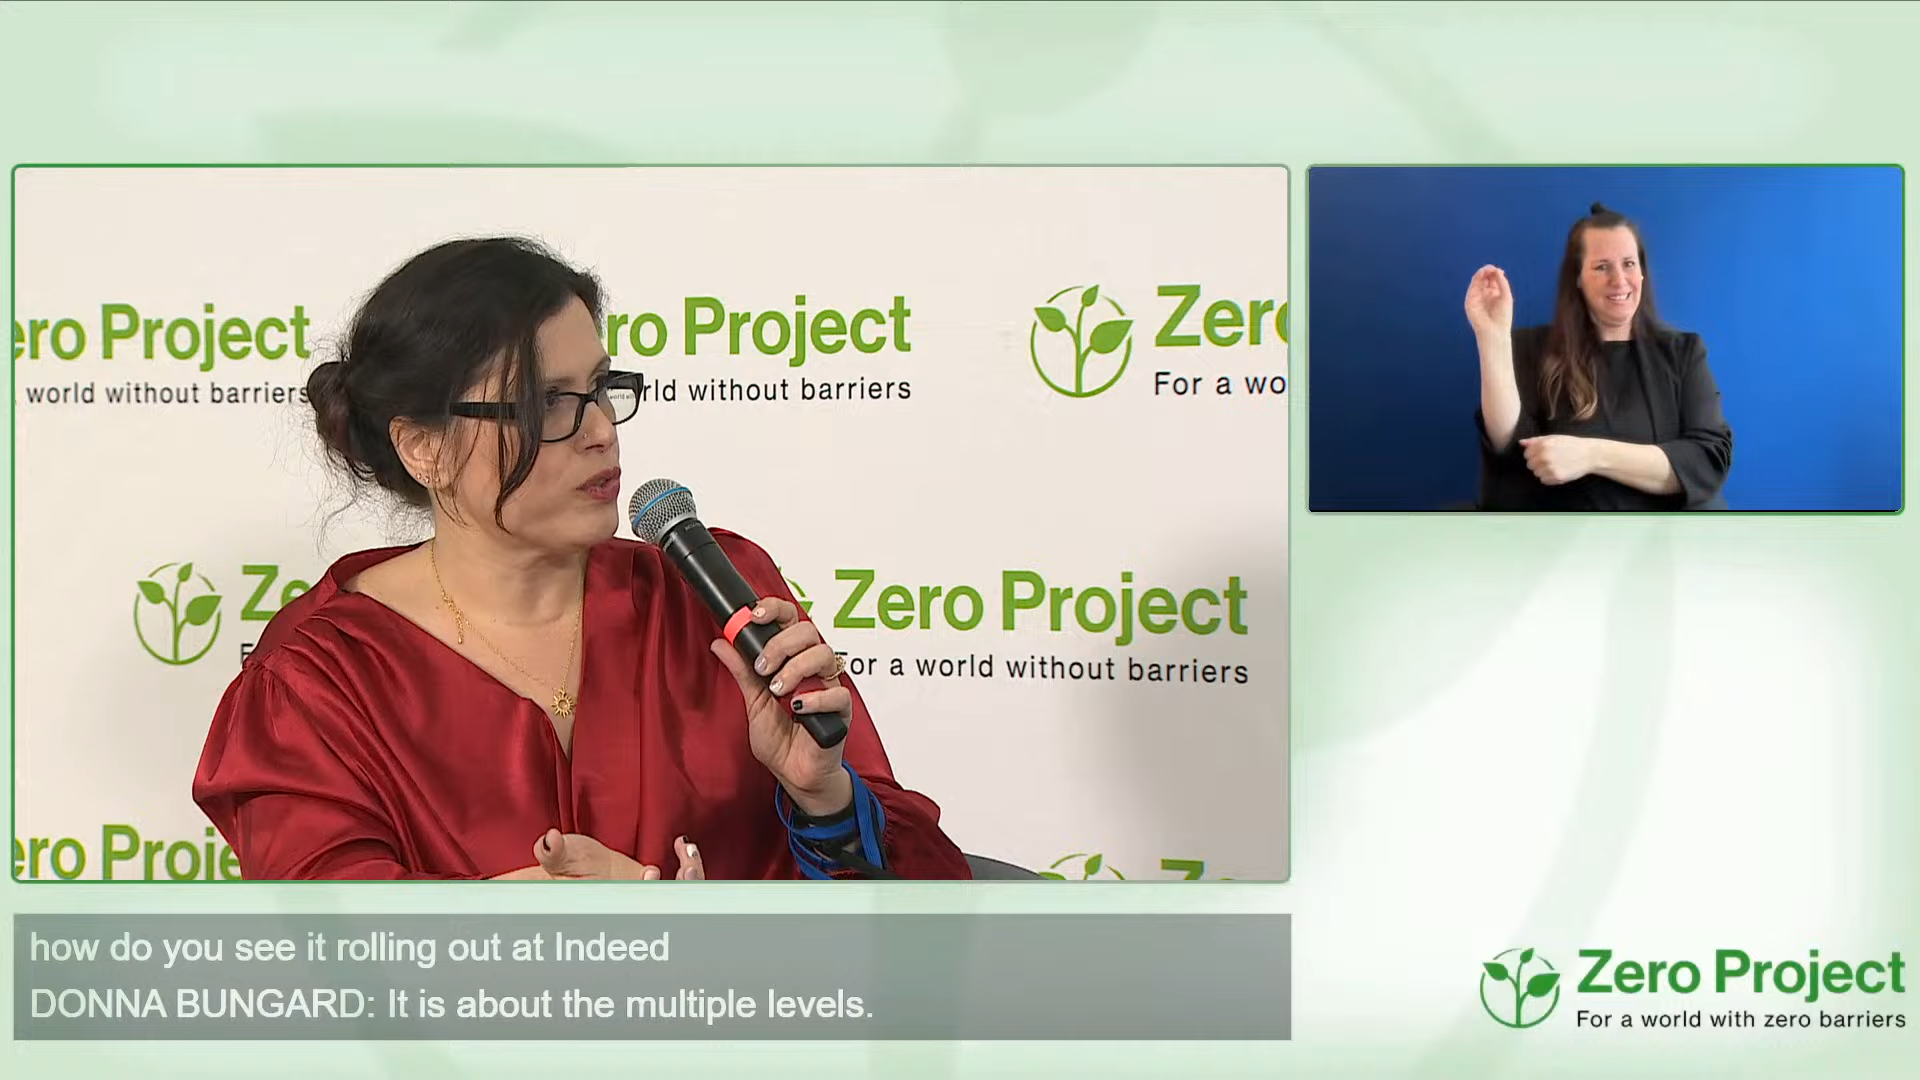 ero Project
world without barriers
ro Project
rld without barriers
Zero
For a wo
Ze
F
Zero Project
For a world without barriers
ero Proje
Ze
how do you see it rolling out at Indeed
DONNA BUNGARD: It is about the multiple levels.
Zero Project
For a world with zero barriers